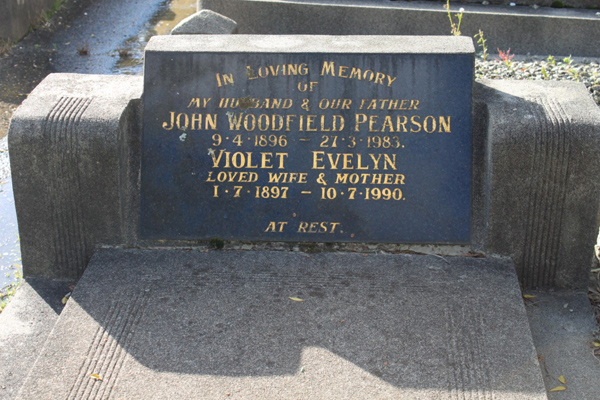 IN LOVING MEMORY
OF
MY HUSBAND & OUR FATHER
JOHN WOODFIELD PEARSON
9·4·1896 – 27·3·1983.
VIOLET EVELYN
LOVED WIFE & MOTHER
1·7·1897 – 10·7·1990.
AT REST.